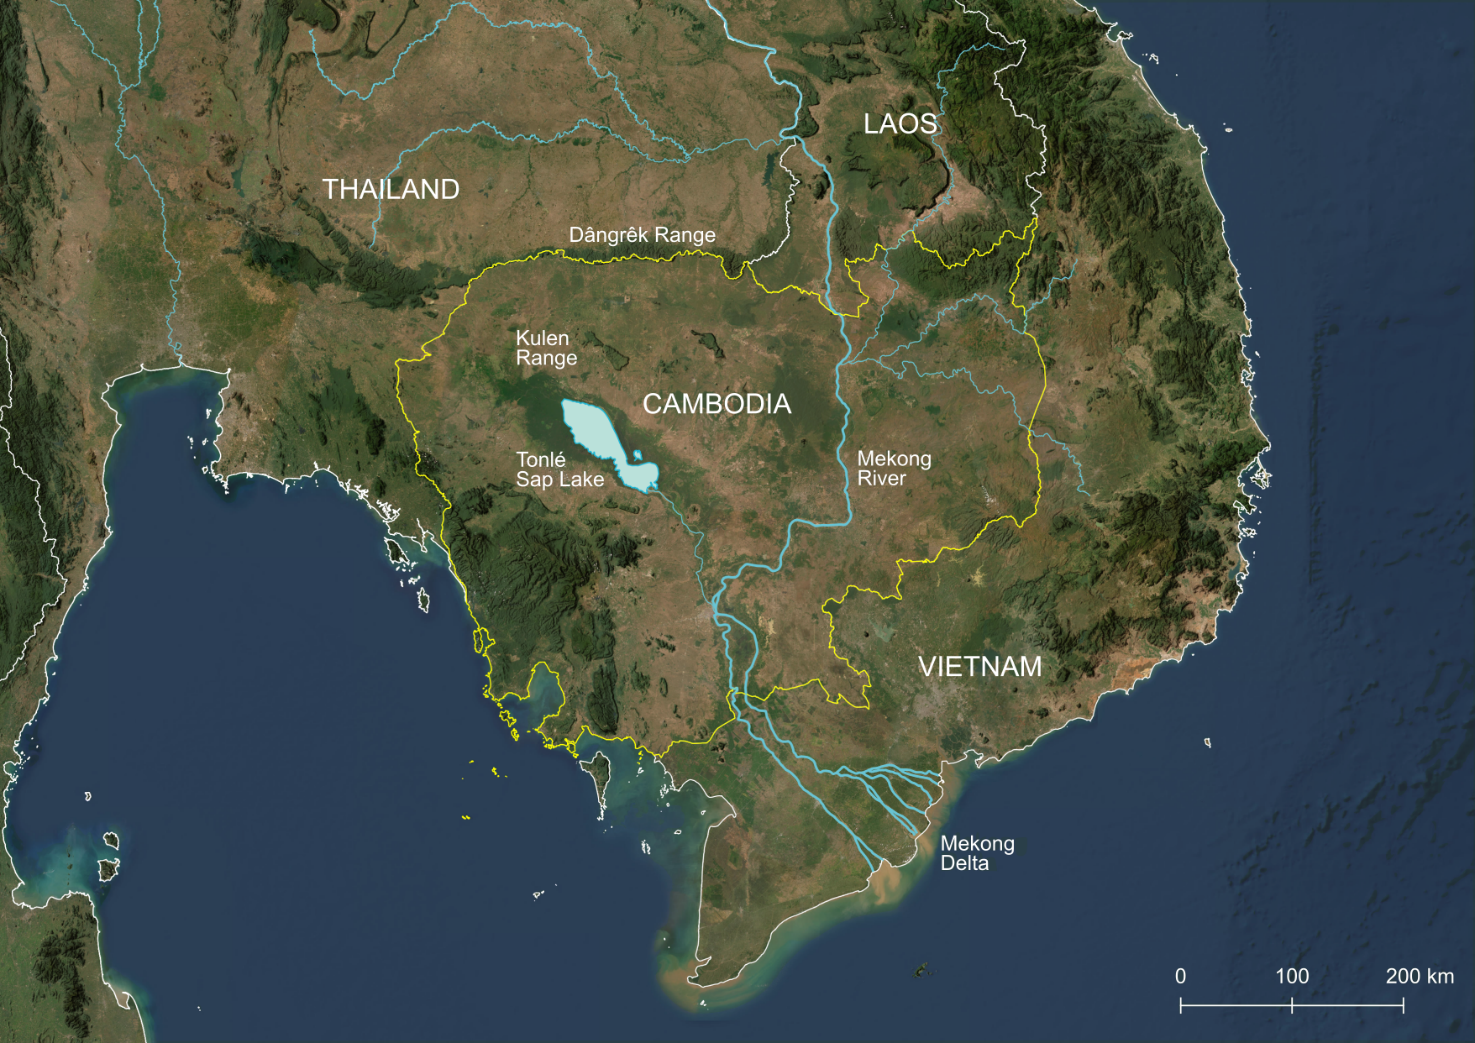 LAOS
THAILAND
Dângrêk Range
Kulen
Range
CAMBODIA
Tonlé
Sap Lake
Mekong
River
VIETNAM
Mekong
Delta
0 100 200 km